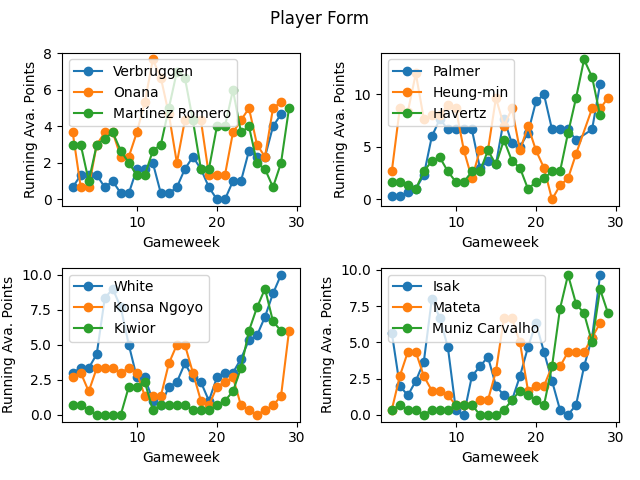 Player Form
Running Ava. Points
8
6
4
2
0
Verbruggen
Onana
Martínez Romero
10
20
30
Gameweek
Running Ava. Points
10
5
0
Palmer
Heung-min
Havertz
10
20
30
Gameweek
Running Ava. Points
10.0
7.5
5.0
2.5
0.0
White
Konsa Ngoyo
Kiwior
10
20
30
Gameweek
Running Ava. Points
10.0
7.5
5.0
2.5
0.0
Isak
Mateta
Muniz Carvalho
10
20
30
Gameweek